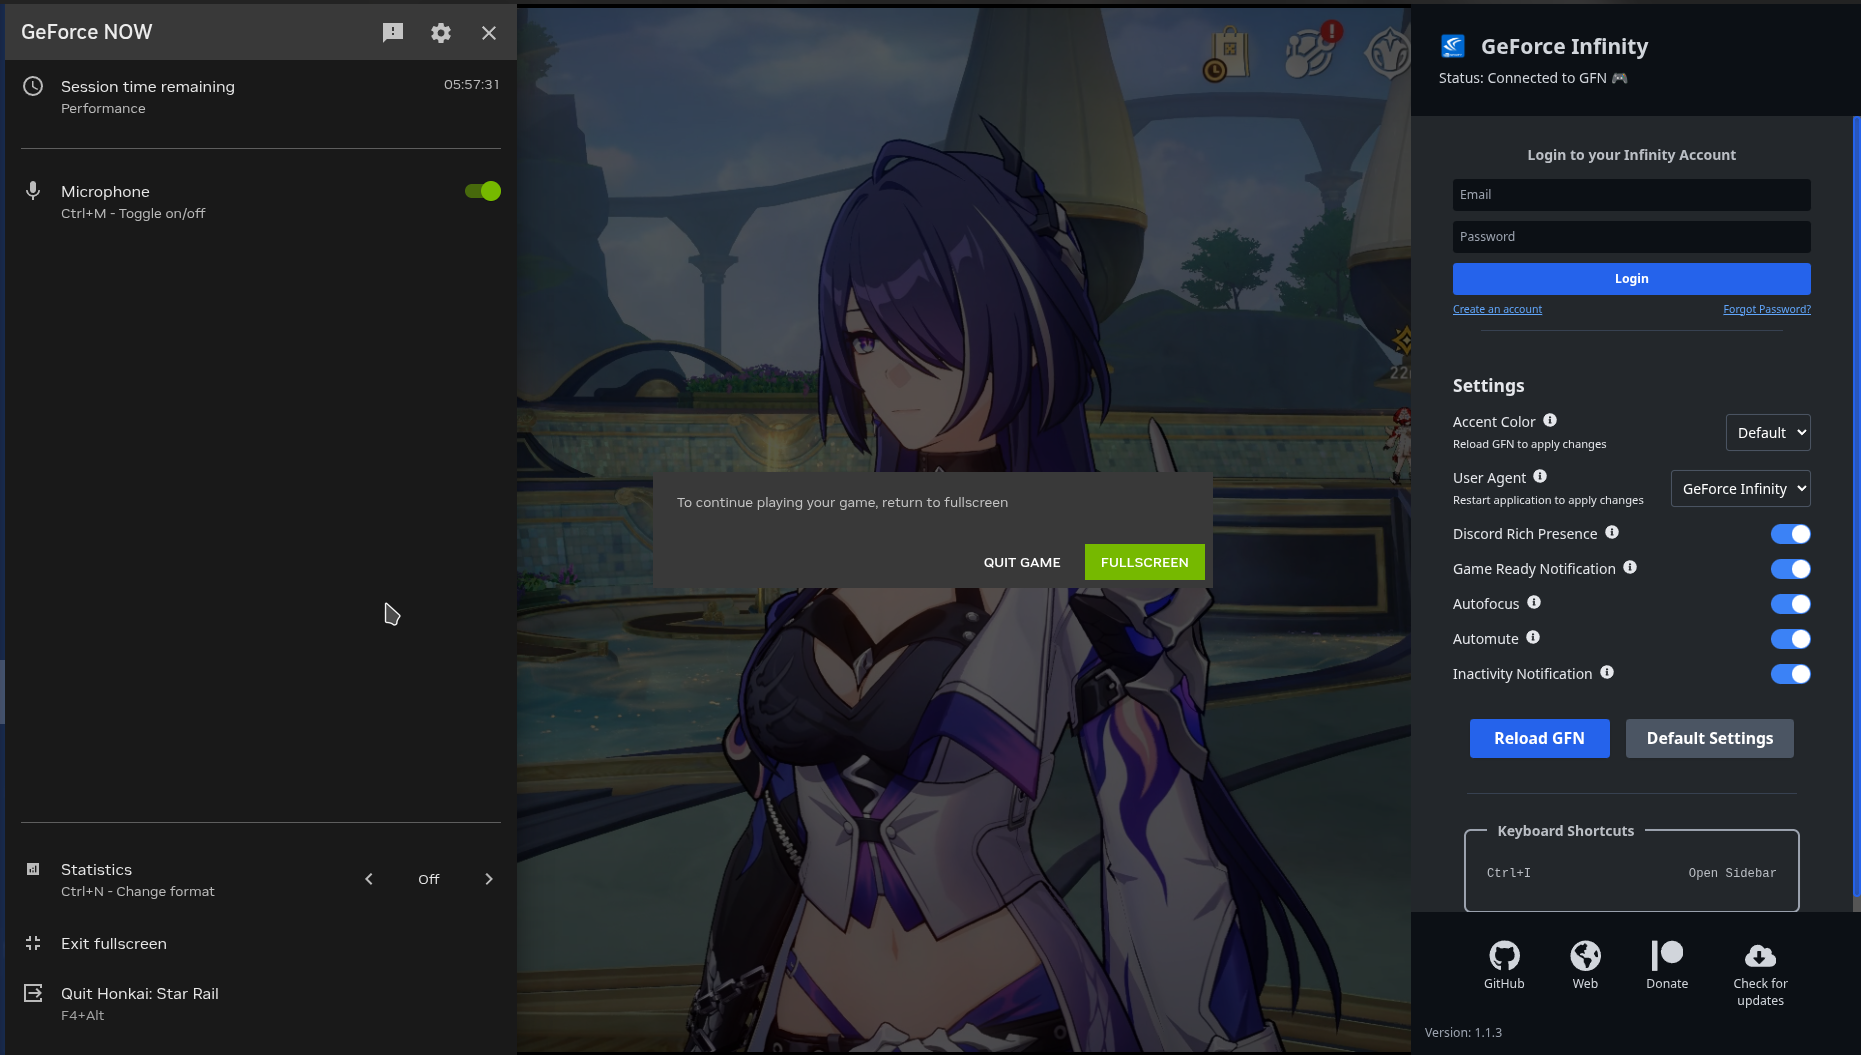 GeForce NOW
Session time remaining
05:57:31
Performance
Microphone
Ctrl+M - Toggle on/off
Statistics
Ctrl+N - Change format
Off
Exit fullscreen
Quit Honkai: Star Rail
F4+Alt
To continue playing your game, return to fullscreen
QUIT GAME
FULLSCREEN
GeForce Infinity
Status: Connected to GFN 🎮
Login to your Infinity Account
Email
Password
Login
Create an account
Forgot Password?
Settings
Accent Color
Reload GFN to apply changes
Default
User Agent
Restart application to apply changes
GeForce Infinity
Discord Rich Presence
Game Ready Notification
Autofocus
Automute
Inactivity Notification
Reload GFN
Default Settings
Keyboard Shortcuts
Ctrl+I
Open Sidebar
GitHub
Web
Donate
Check for
updates
Version: 1.1.3